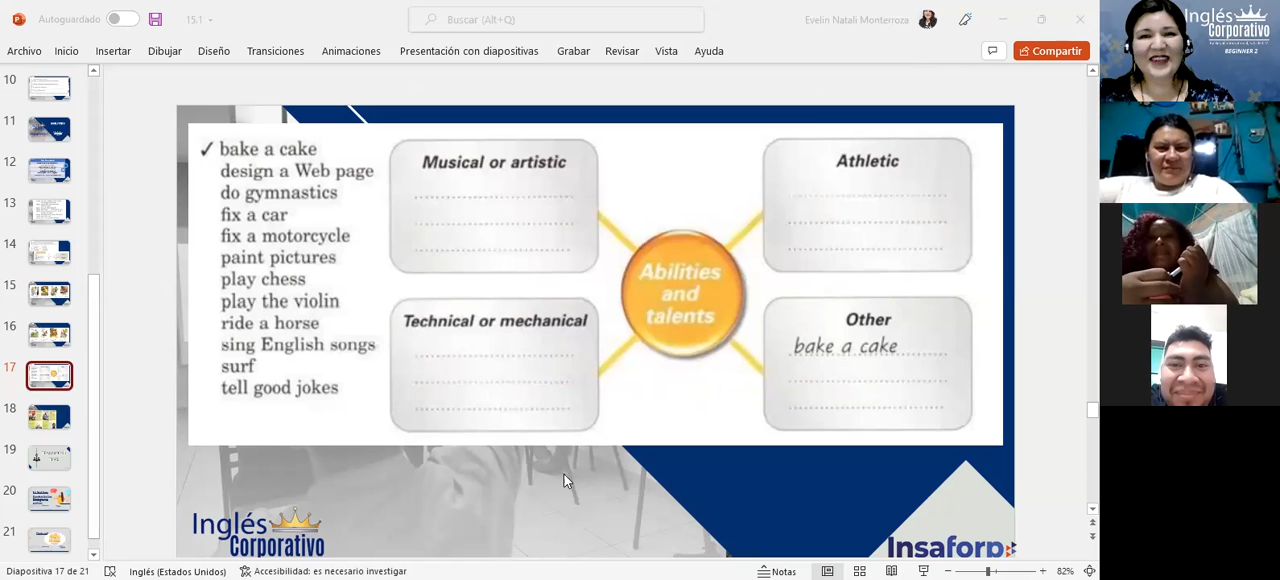 Autoguardado
15.1
Buscar (Alt+Q)
Evelin Natali Monterroza
Archivo Inicio Insertar Dibujar Diseño Transiciones Animaciones Presentación con diapositivas Grabar Revisar Vista Ayuda
Compartir
10
11
12
13
14
15
16
17
18
19
20
21
✓ bake a cake
design a Web page
do gymnastics
fix a car
fix a motorcycle
paint pictures
play chess
play the violin
ride a horse
sing English songs
surf
tell good jokes
Musical or artistic
Athletic
Abilities
and
talents
Technical or mechanical
Other
bake a cake
Inglés
Corporativo
Insaforp
Inglés
Corporativo
BEGINNER 2
Diapositiva 17 de 21
Inglés (Estados Unidos)
Accesibilidad: es necesario investigar
Notas
82%